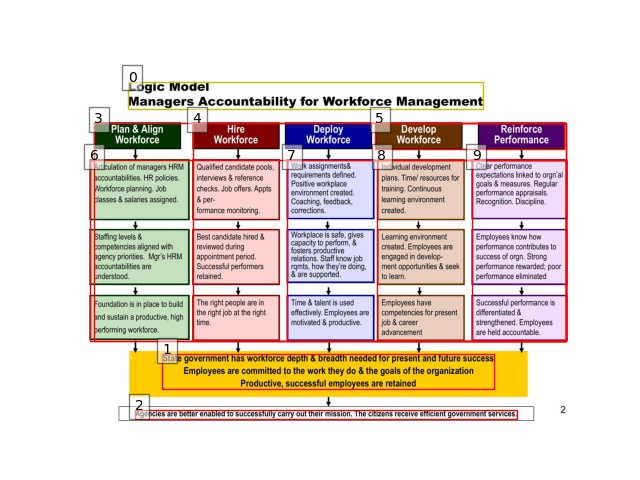 0
Logic Model
Managers Accountability for Workforce Management
3
4
5
Plan & Align
Workforce
Hire
Workforce
Deploy
Workforce
Develop
Workforce
Reinforce
Performance
6
7
8
9
Articulation of managers HRM
accountabilities. HR policies.
Workforce planning. Job
classes & salaries assigned.
Qualified candidate pools,
interviews & reference
checks. Job offers. Appts
& per-
formance monitoring.
Work assignments&
requirements defined.
Positive workplace
environment created.
Coaching, feedback,
corrections.
Individual development
plans. Time/ resources for
training. Continuous
learning environment
created.
Clear performance
expectations linked to orgn'al
goals & measures. Regular
performance appraisals.
Recognition. Discipline.
Staffing levels &
competencies aligned with
agency priorities. Mgr's HRM
accountabilities are
understood.
Best candidate hired &
reviewed during
appointment period.
Successful performers
retained.
Workplace is safe, gives
capacity to perform, &
fosters productive
relations. Staff know job
rqmts, how they're doing,
& are supported.
Learning environment
created. Employees are
engaged in develop-
ment opportunities & seek
to learn.
Employees know how
performance contributes to
success of orgn. Strong
performance rewarded; poor
performance eliminated
Foundation is in place to build
and sustain a productive, high
performing workforce.
The right people are in
the right job at the right
time.
Time & talent is used
effectively. Employees are
motivated & productive.
Employees have
competencies for present
job & career
advancement
Successful performance is
differentiated &
strengthened. Employees
are held accountable.
1
State government has workforce depth & breadth needed for present and future success
Employees are committed to the work they do & the goals of the organization
Productive, successful employees are retained
2
Agencies are better enabled to successfully carry out their mission. The citizens receive efficient government services.
2